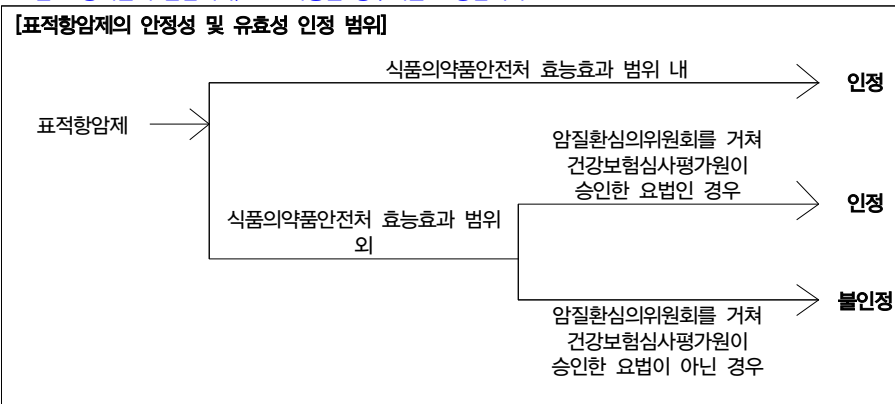 [표적항암제의 안정성 및 유효성 인정 범위]
식품의약품안전처 효능효과 범위 내
인정
표적항암제
암질환심의위원회를 거쳐
건강보험심사평가원이
승인한 요법인 경우
인정
식품의약품안전처 효능효과 범위
외
불인정
암질환심의위원회를 거쳐
건강보험심사평가원이
승인한 요법이 아닌 경우